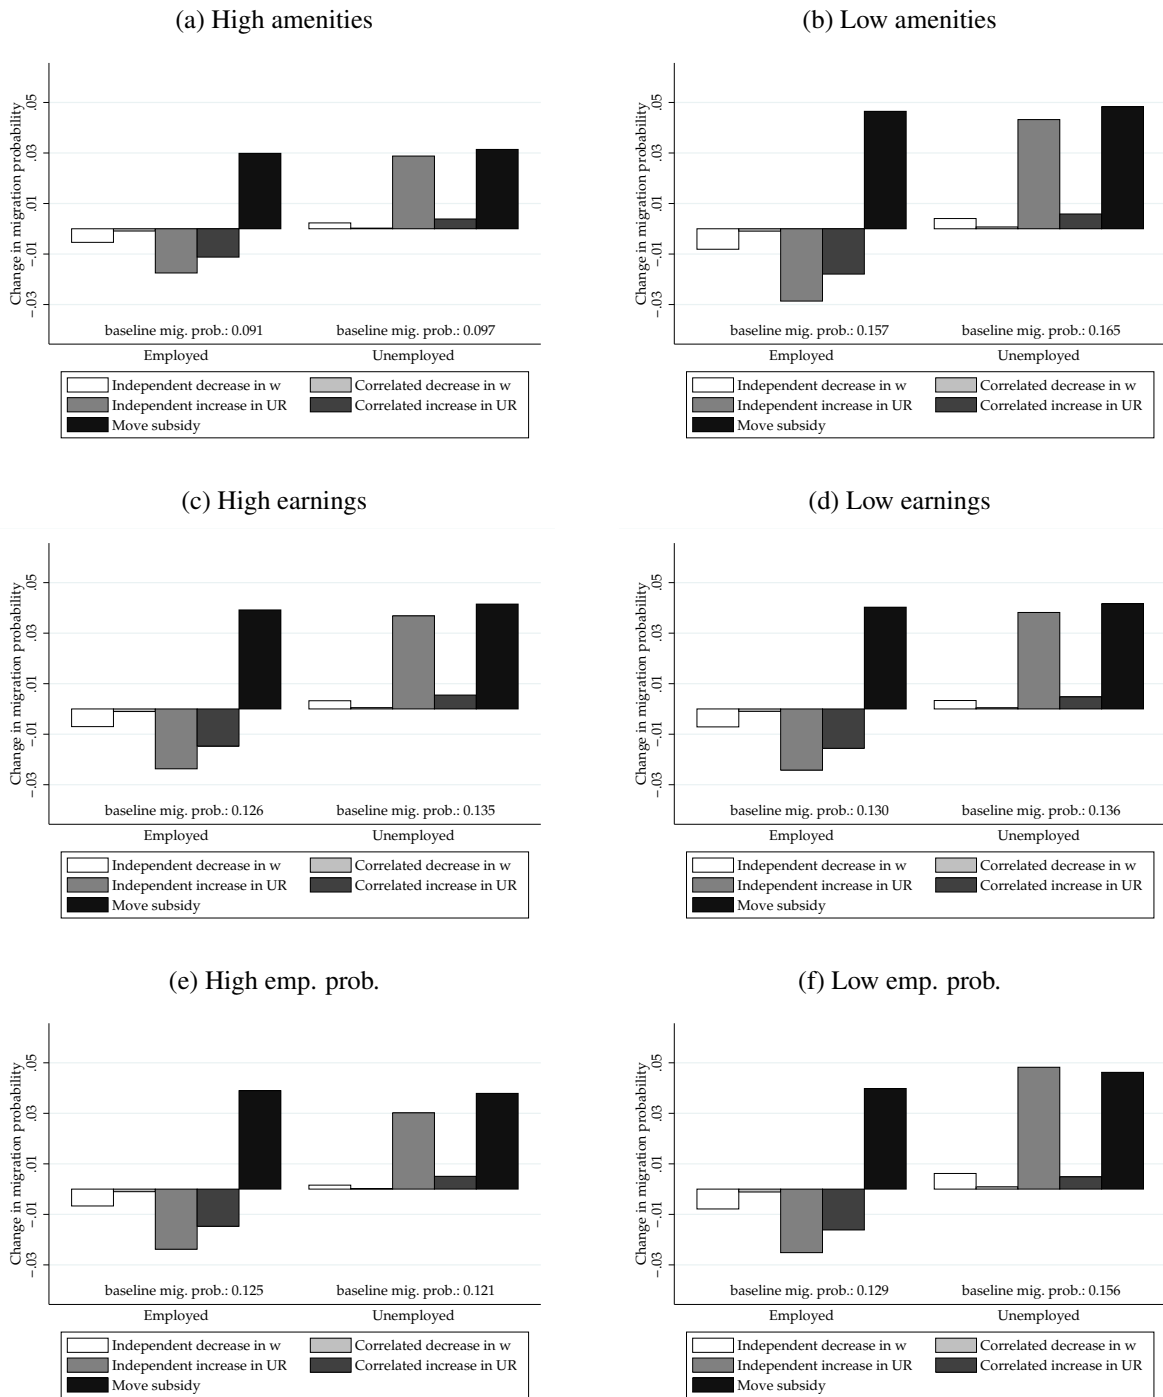 (a) High amenities
Change in migration probability
.05
.03
.01
-.01
-.03
baseline mig. prob.: 0.091
baseline mig. prob.: 0.097
Employed
Unemployed
Independent decrease in w
Correlated decrease in w
Independent increase in UR
Correlated increase in UR
Move subsidy
(b) Low amenities
Change in migration probability
.05
.03
.01
-.01
-.03
baseline mig. prob.: 0.157
baseline mig. prob.: 0.165
Employed
Unemployed
Independent decrease in w
Correlated decrease in w
Independent increase in UR
Correlated increase in UR
Move subsidy
(c) High earnings
Change in migration probability
.05
.03
.01
-.01
-.03
baseline mig. prob.: 0.126
baseline mig. prob.: 0.135
Employed
Unemployed
Independent decrease in w
Correlated decrease in w
Independent increase in UR
Correlated increase in UR
Move subsidy
(d) Low earnings
Change in migration probability
.05
.03
.01
-.01
-.03
baseline mig. prob.: 0.130
baseline mig. prob.: 0.136
Employed
Unemployed
Independent decrease in w
Correlated decrease in w
Independent increase in UR
Correlated increase in UR
Move subsidy
(e) High emp. prob.
Change in migration probability
.05
.03
.01
-.01
-.03
baseline mig. prob.: 0.125
baseline mig. prob.: 0.121
Employed
Unemployed
Independent decrease in w
Correlated decrease in w
Independent increase in UR
Correlated increase in UR
Move subsidy
(f) Low emp. prob.
Change in migration probability
.05
.03
.01
-.01
-.03
baseline mig. prob.: 0.129
baseline mig. prob.: 0.156
Employed
Unemployed
Independent decrease in w
Correlated decrease in w
Independent increase in UR
Correlated increase in UR
Move subsidy